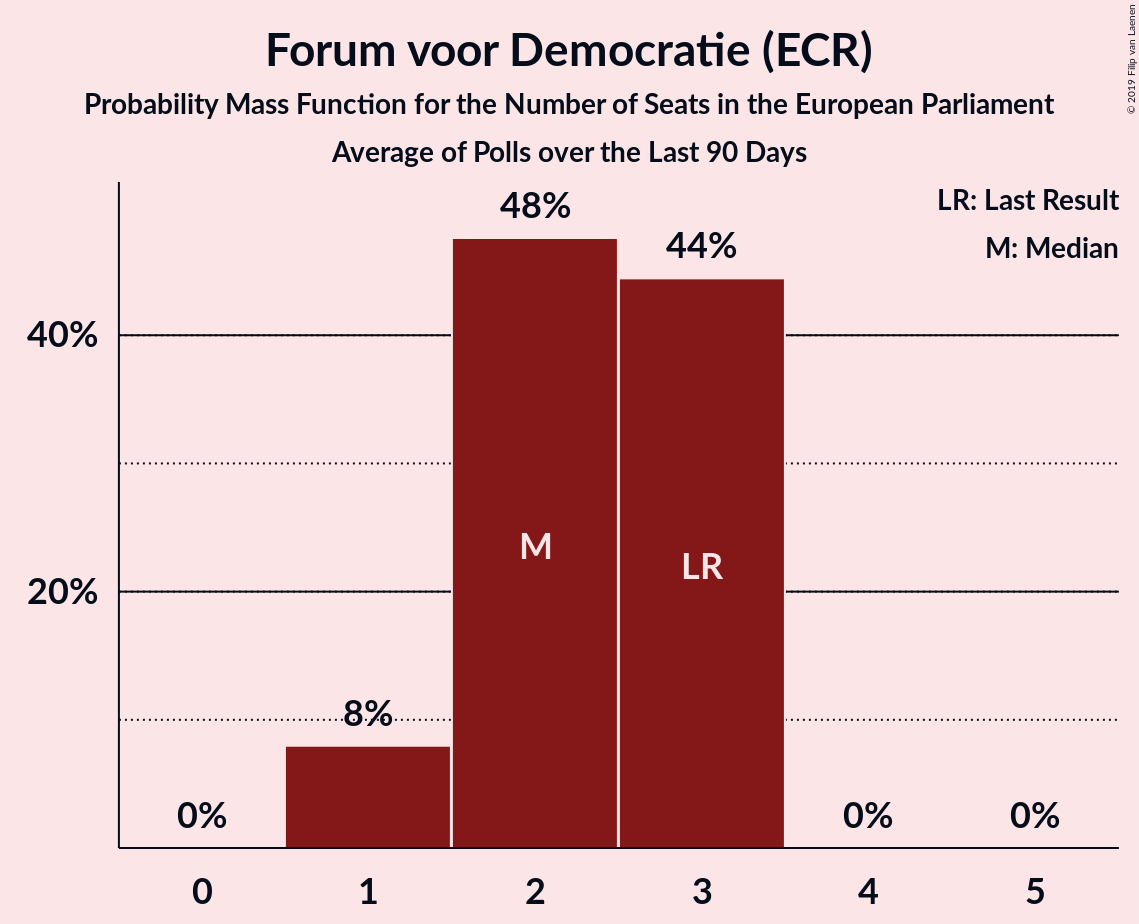 Forum voor Democratie (ECR)
Probability Mass Function for the Number of Seats in the European Parliament
Average of Polls over the Last 90 Days
© 2019 Filip van Laenen
LR: Last Result
M: Median
48%
44%
40%
M
LR
20%
8%
0%
0%
0%
0
1
2
3
4
5